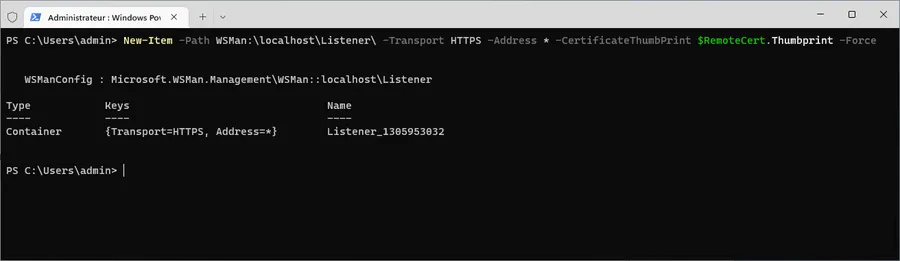 Administrateur : Windows Pow
PS C:\Users\admin> New-Item -Path WSMan:\localhost\Listener\ -Transport HTTPS -Address * -CertificateThumbPrint $RemoteCert.Thumbprint -Force
WSManConfig : Microsoft.WSMan.Management\WSMan::localhost\Listener
Type Keys Name
---- ---- ----
Container {Transport=HTTPS, Address=*} Listener_1305953032
PS C:\Users\admin>